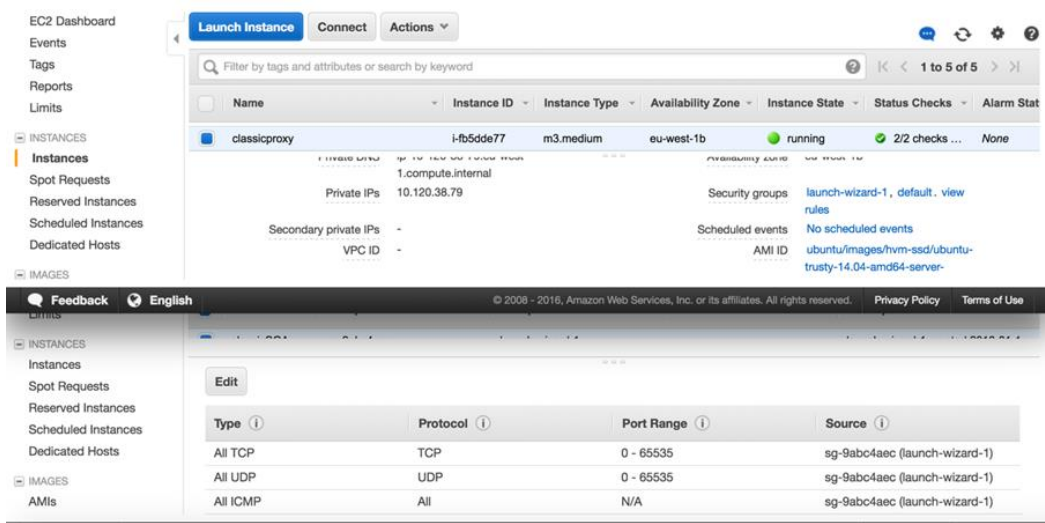 EC2 Dashboard
Events
Tags
Reports
Limits
INSTANCES
Instances
Spot Requests
Reserved Instances
Scheduled Instances
Dedicated Hosts
IMAGES
Launch Instance Connect Actions
Filter by tags and attributes or search by keyword 1 to 5 of 5
Name Instance ID Instance Type Availability Zone Instance State Status Checks Alarm Stat
classicproxy i-fb5dde77 m3.medium eu-west-1b running 2/2 checks ... None
1.compute.internal
Private IPs 10.120.38.79 Security groups launch-wizard-1 , default . view
rules
Secondary private IPs - Scheduled events No scheduled events
VPC ID - AMI ID ubuntu/images/hvm-ssd/ubuntu-
trusty-14.04-amd64-server-
Feedback English © 2008 - 2016, Amazon Web Services, Inc. or its affiliates. All rights reserved. Privacy Policy Terms of Use
Limits
INSTANCES
Instances
Spot Requests
Reserved Instances
Scheduled Instances
Dedicated Hosts
IMAGES
AMIs
Edit
Type Protocol Port Range Source
All TCP TCP 0 - 65535 sg-9abc4aec (launch-wizard-1)
All UDP UDP 0 - 65535 sg-9abc4aec (launch-wizard-1)
All ICMP All N/A sg-9abc4aec (launch-wizard-1)